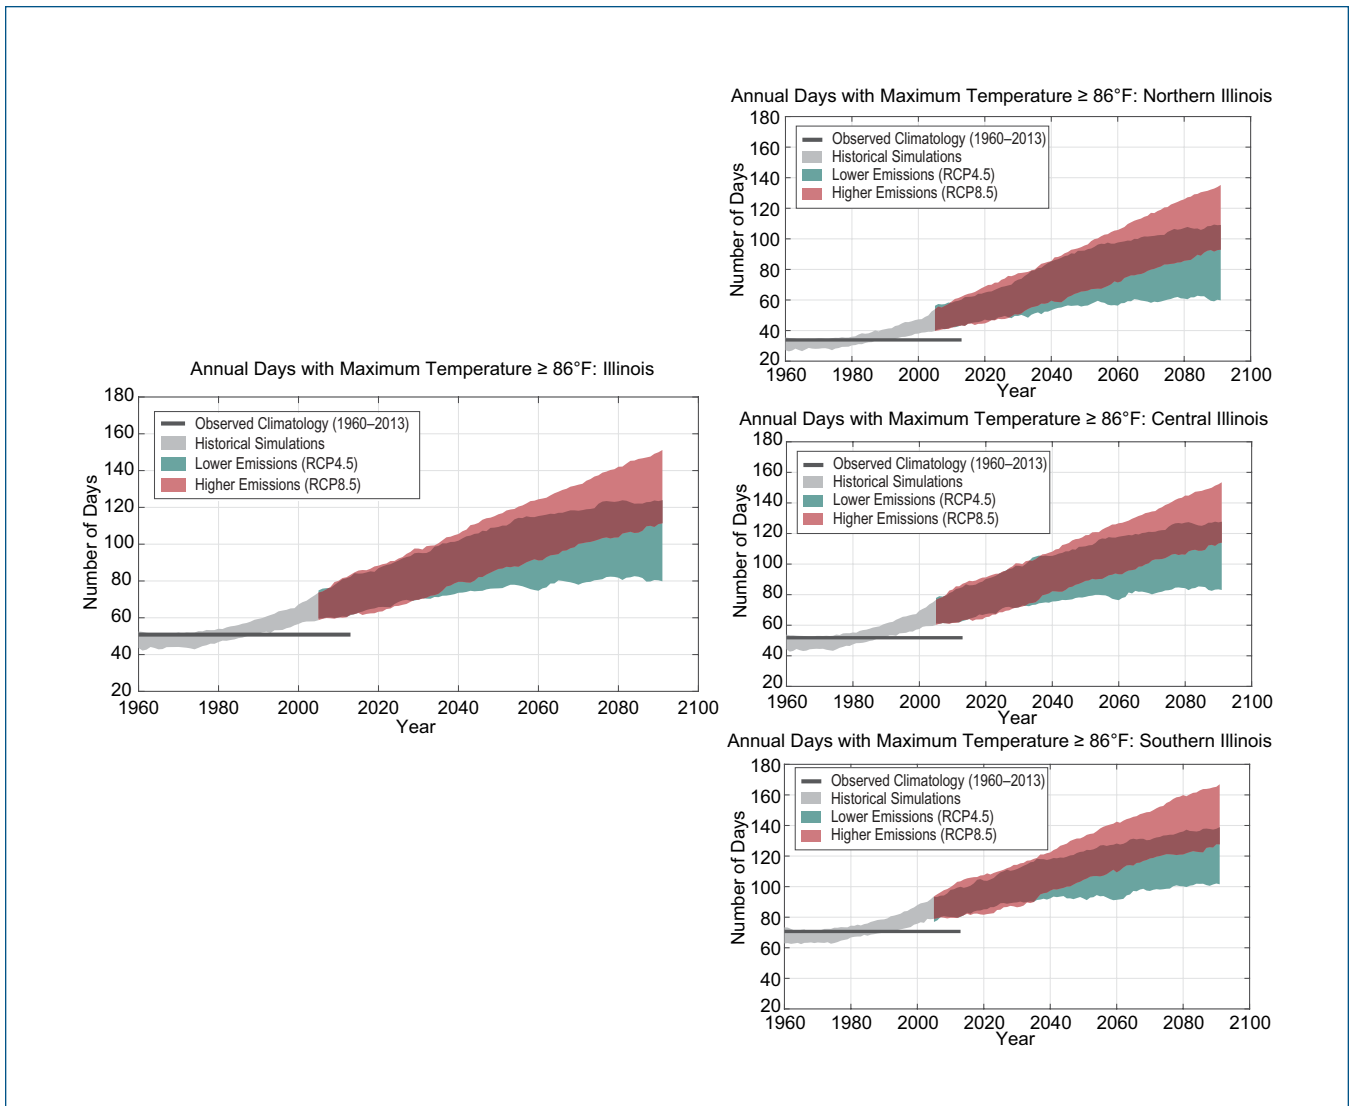 Annual Days with Maximum Temperature ≥ 86°F: Illinois
180
160
140
120
100
80
60
40
20
Number of Days
Observed Climatology (1960–2013)
Historical Simulations
Lower Emissions (RCP4.5)
Higher Emissions (RCP8.5)
1960 1980 2000 2020 2040 2060 2080 2100
Year
Annual Days with Maximum Temperature ≥ 86°F: Northern Illinois
180
160
140
120
100
80
60
40
20
Number of Days
Observed Climatology (1960–2013)
Historical Simulations
Lower Emissions (RCP4.5)
Higher Emissions (RCP8.5)
1960 1980 2000 2020 2040 2060 2080 2100
Year
Annual Days with Maximum Temperature ≥ 86°F: Central Illinois
180
160
140
120
100
80
60
40
20
Number of Days
Observed Climatology (1960–2013)
Historical Simulations
Lower Emissions (RCP4.5)
Higher Emissions (RCP8.5)
1960 1980 2000 2020 2040 2060 2080 2100
Year
Annual Days with Maximum Temperature ≥ 86°F: Southern Illinois
180
160
140
120
100
80
60
40
20
Number of Days
Observed Climatology (1960–2013)
Historical Simulations
Lower Emissions (RCP4.5)
Higher Emissions (RCP8.5)
1960 1980 2000 2020 2040 2060 2080 2100
Year